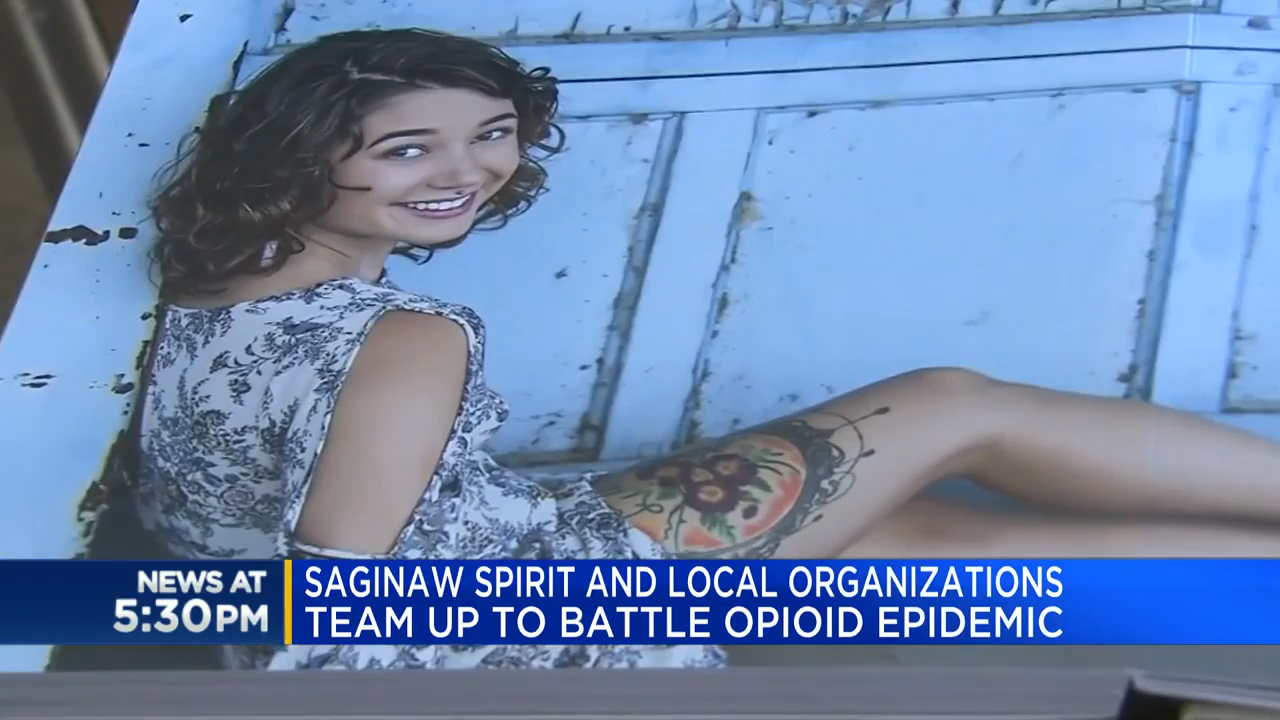 NEWS AT
5:30PM
SAGINAW SPIRIT AND LOCAL ORGANIZATIONS
TEAM UP TO BATTLE OPIOID EPIDEMIC